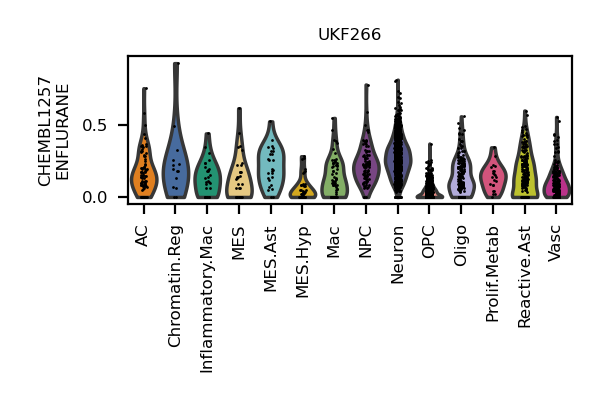 UKF266
CHEMBL1257
ENFLURANE
0.5
0.0
AC
Chromatin.Reg
Inflammatory.Mac
MES
MES.Ast
MES.Hyp
Mac
NPC
Neuron
OPC
Oligo
Prolif.Metab
Reactive.Ast
Vasc